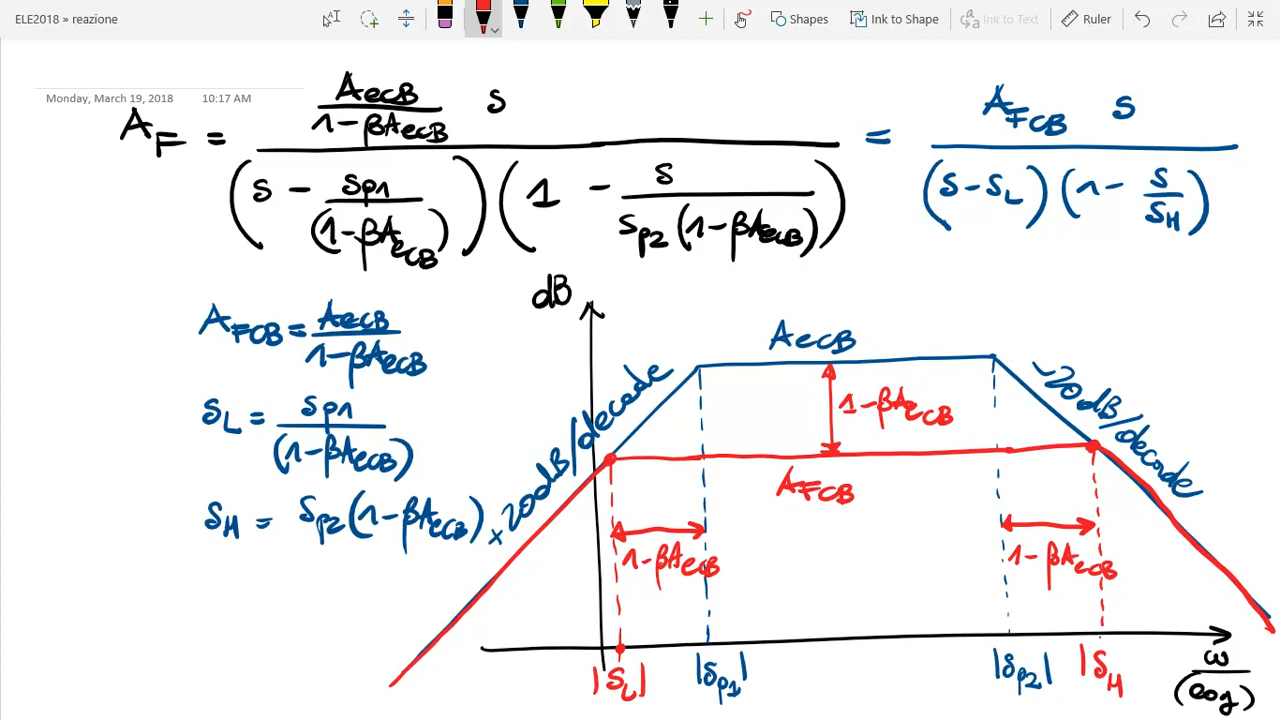 ELE2018 » reazione
Shapes
Ink to Shape
Ink to Text
Ruler
Monday, March 19, 2018 10:17 AM
A_F = (A_eCB / (1 - βA_eCB)) s / ((s - s_p1 / (1 - βA_eCB)) (1 - s / (s_p2 (1 - βA_eCB)))) = A_FCB s / ((s - s_L) (1 - s / s_H))
dB
A_FCB = A_eCB / (1 - βA_eCB)
s_L = s_p1 / (1 - βA_eCB)
s_H = s_p2 (1 - βA_eCB)
×20dB/decade
A_eCB
1 - βA_eCB
-20dB/decade
A_FCB
1 - βA_eCB
1 - βA_eCB
|s_L|
|s_p1|
|s_p2|
|s_H|
ω
(log)